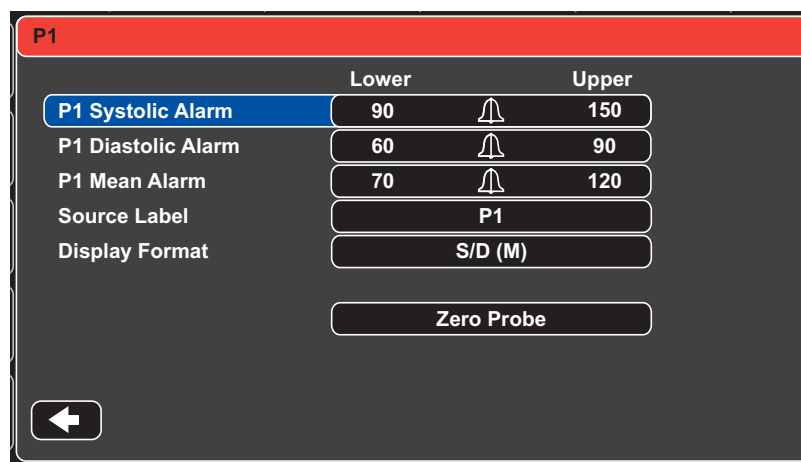 P1
Lower Upper
P1 Systolic Alarm 90 150
P1 Diastolic Alarm 60 90
P1 Mean Alarm 70 120
Source Label P1
Display Format S/D (M)
Zero Probe